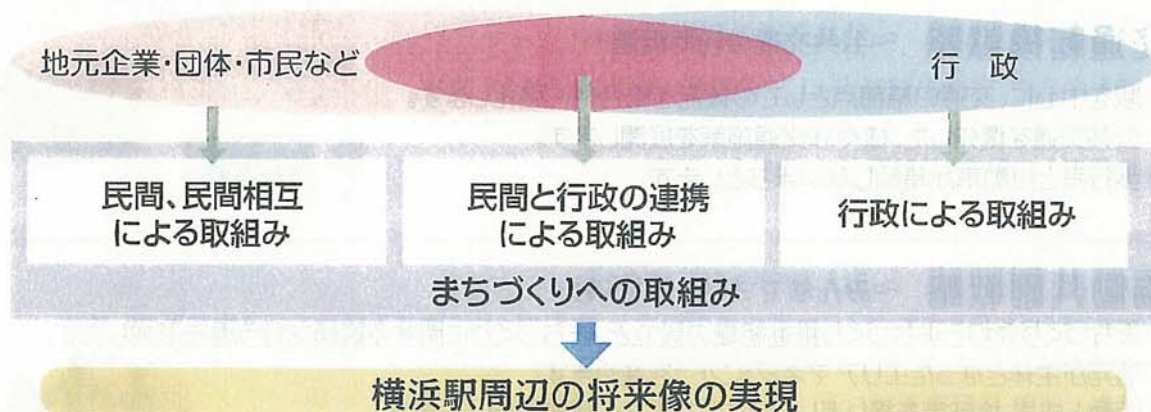 地元企業・団体・市民など
行 政
民間、民間相互
による取組み
民間と行政の連携
による取組み
行政による取組み
まちづくりへの取組み
横浜駅周辺の将来像の実現